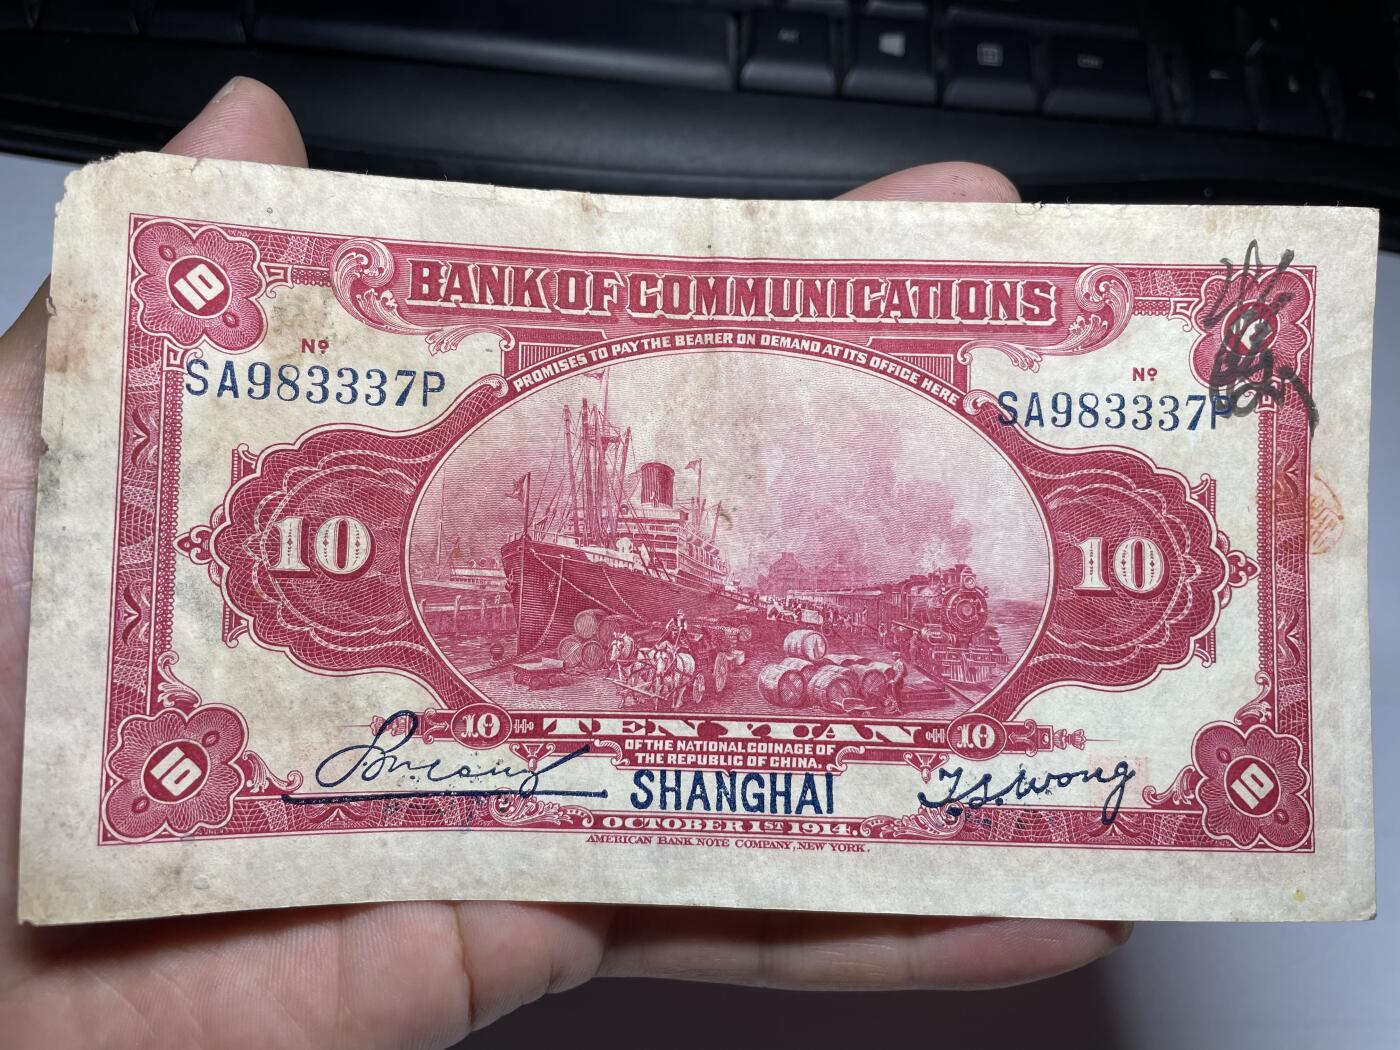 BANK OF COMMUNICATIONS
PROMISES TO PAY THE BEARER ON DEMAND AT ITS OFFICE HERE
10
Nº
SA983337P
Nº
SA983337P
10
10
10 TEN YUAN 10
OF THE NATIONAL COINAGE OF
THE REPUBLIC OF CHINA.
SHANGHAI
T.S.Wong
10
10
OCTOBER 1ST 1914.
AMERICAN BANK NOTE COMPANY, NEW YORK.